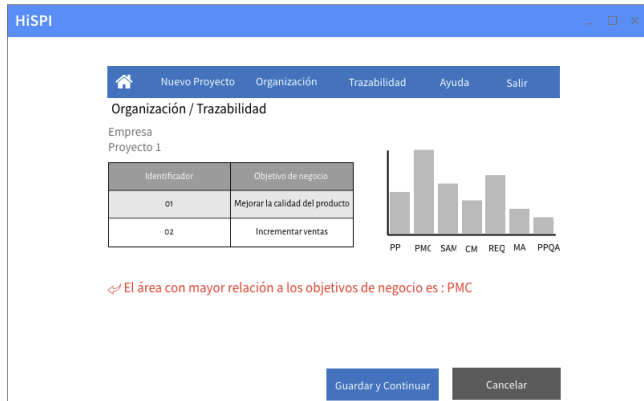 HiSPI
Nuevo Proyecto Organización Trazabilidad Ayuda Salir
Organización / Trazabilidad
Empresa
Proyecto 1
Identificador Objetivo de negocio
01 Mejorar la calidad del producto
02 Incrementar ventas
PP PMC SAM CM REQ MA PPQA
El área con mayor relación a los objetivos de negocio es : PMC
Guardar y Continuar Cancelar